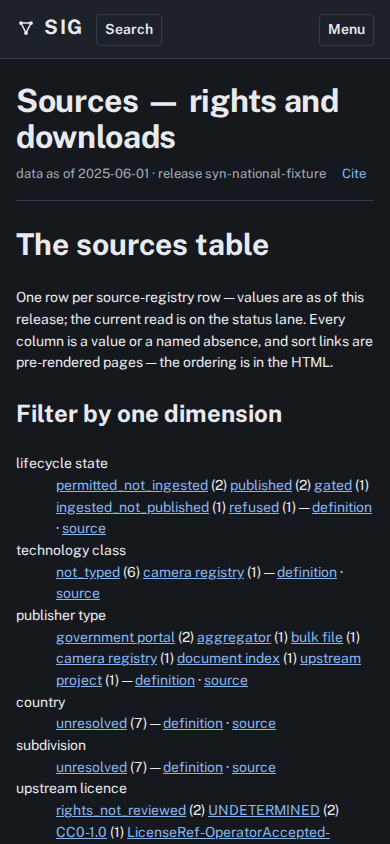 SIG Search Menu
Sources — rights and
downloads
data as of 2025-06-01 · release syn-national-fixture Cite
The sources table
One row per source-registry row — values are as of this
release; the current read is on the status lane. Every
column is a value or a named absence, and sort links are
pre-rendered pages — the ordering is in the HTML.
Filter by one dimension
lifecycle state
permitted_not_ingested (2) published (2) gated (1)
ingested_not_published (1) refused (1) — definition
· source
technology class
not_typed (6) camera registry (1) — definition ·
source
publisher type
government portal (2) aggregator (1) bulk file (1)
camera registry (1) document index (1) upstream
project (1) — definition · source
country
unresolved (7) — definition · source
subdivision
unresolved (7) — definition · source
upstream licence
rights_not_reviewed (2) UNDETERMINED (2)
CC0-1.0 (1) LicenseRef-OperatorAccepted-